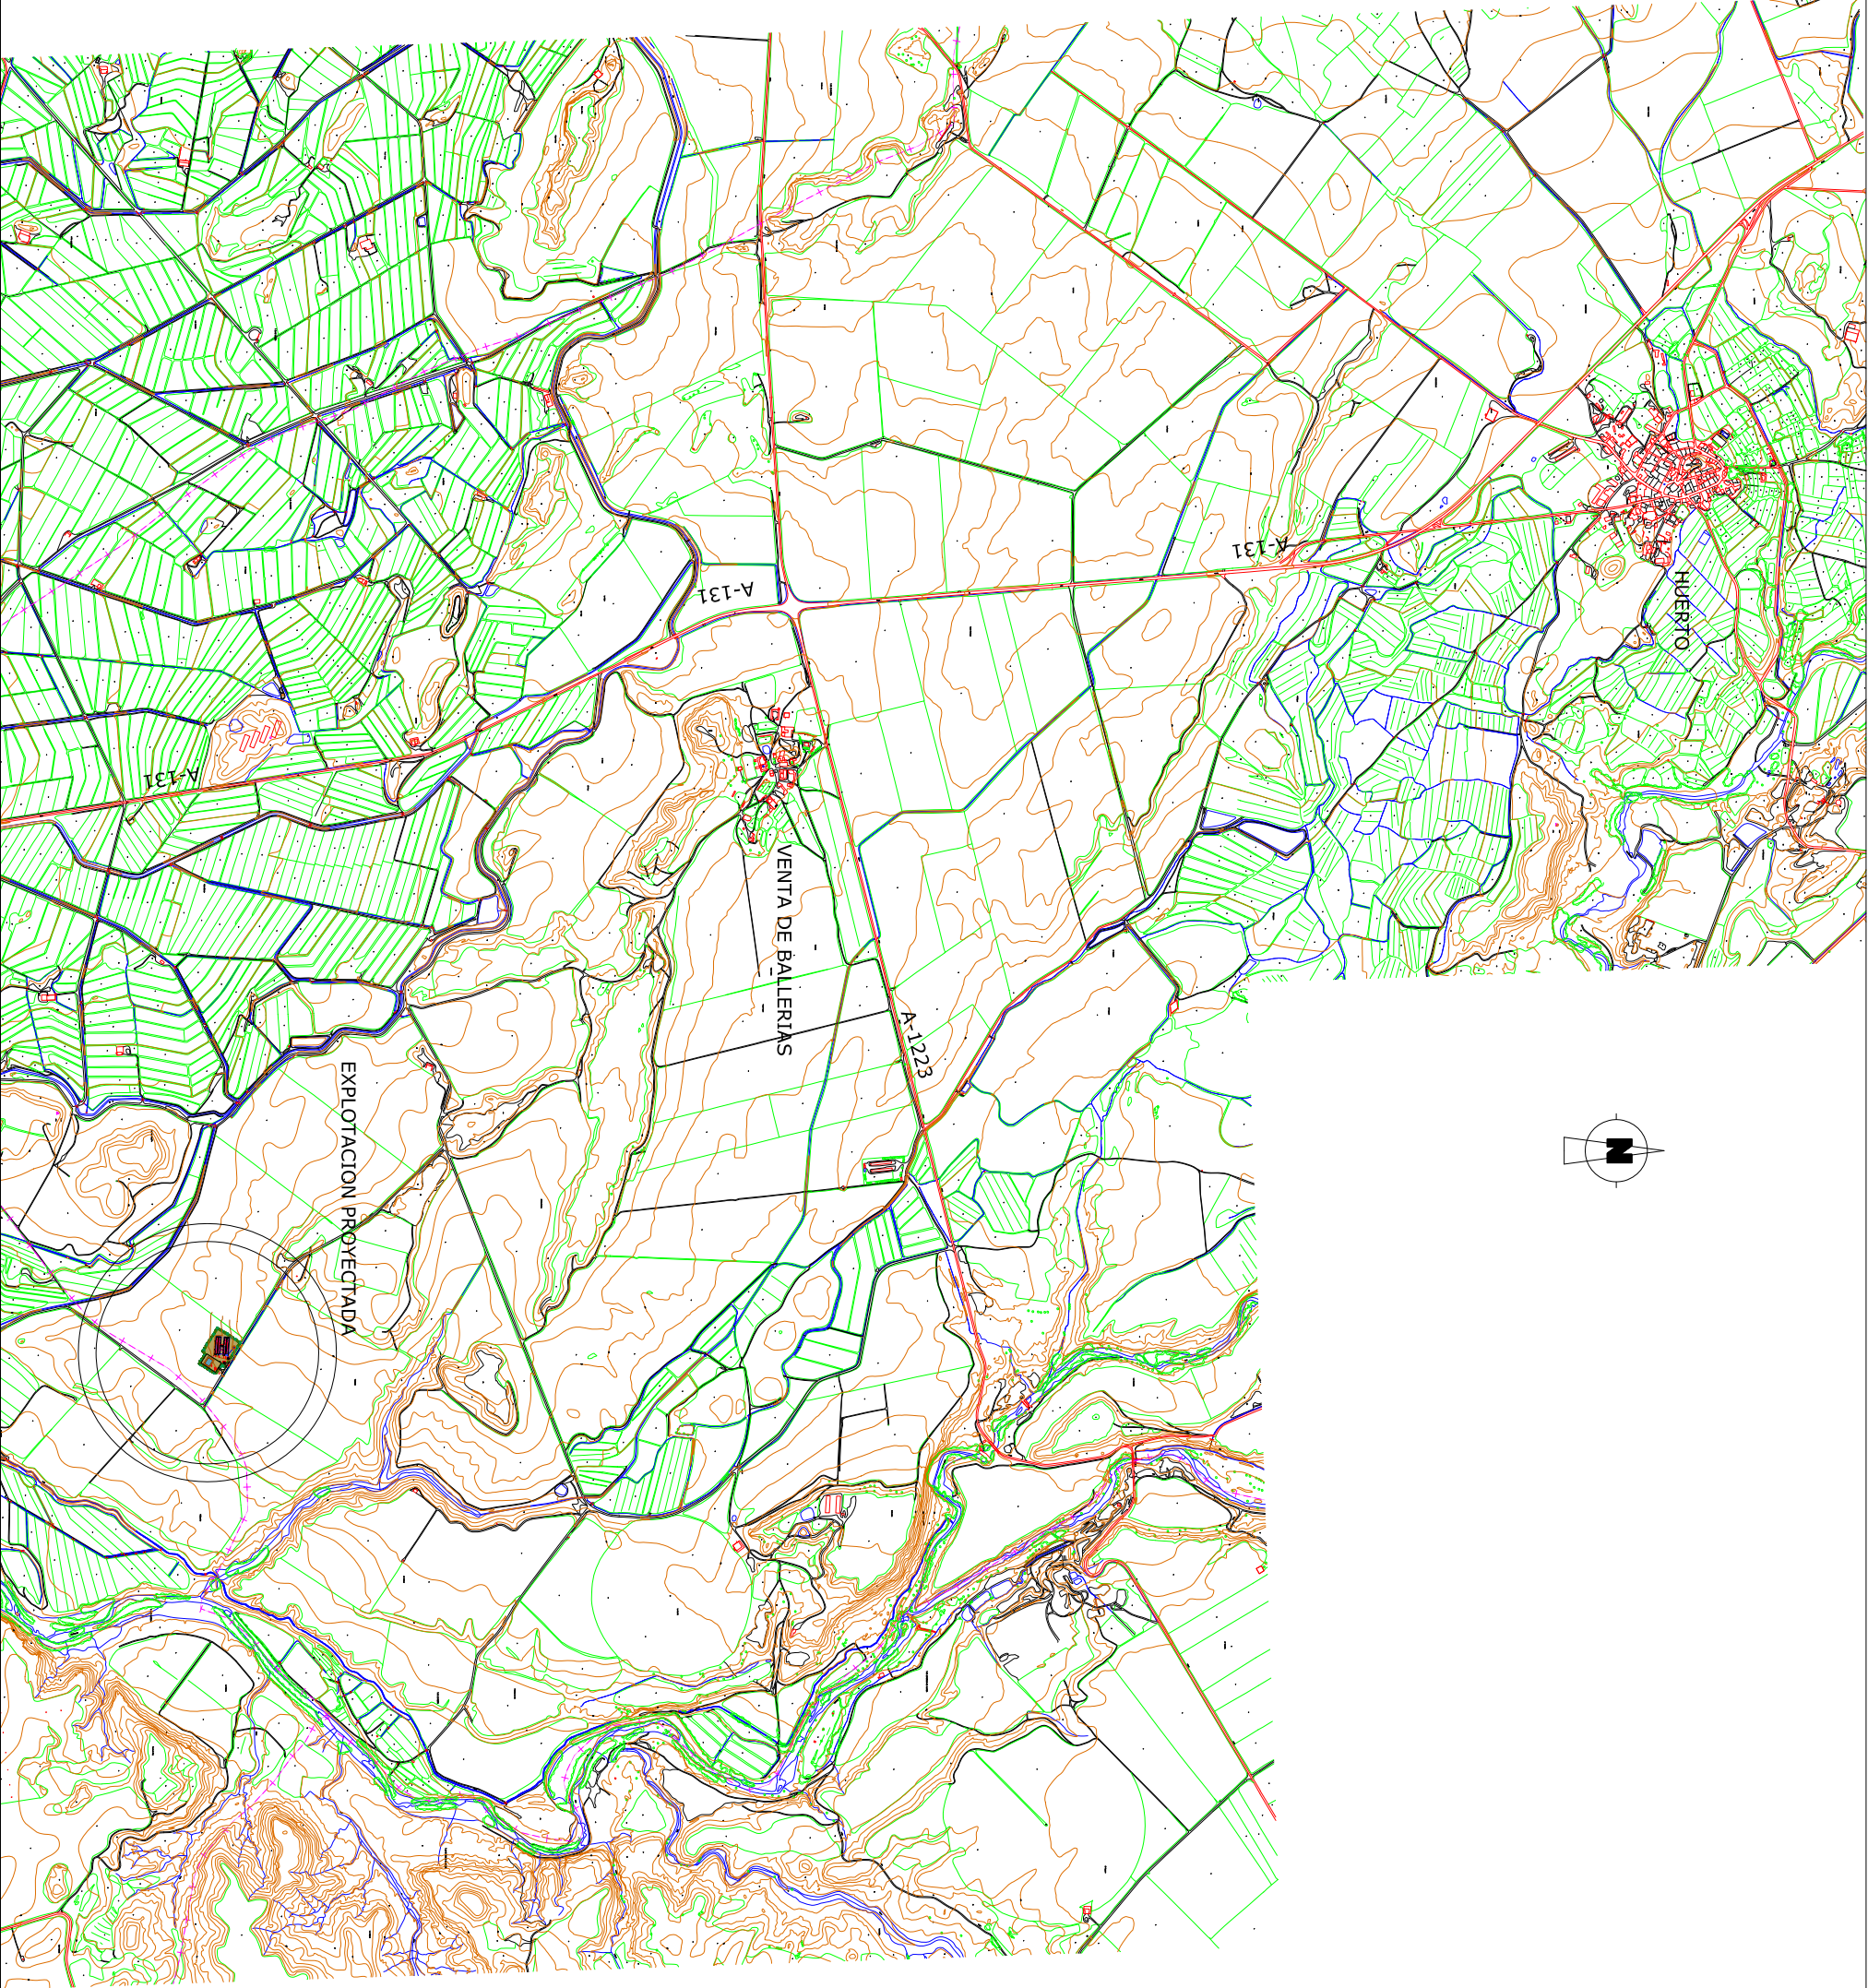 HUERTO
A-131
A-131
A-131
VENTA DE BALLERIAS
A-1223
EXPLOTACION PROYECTADA
N